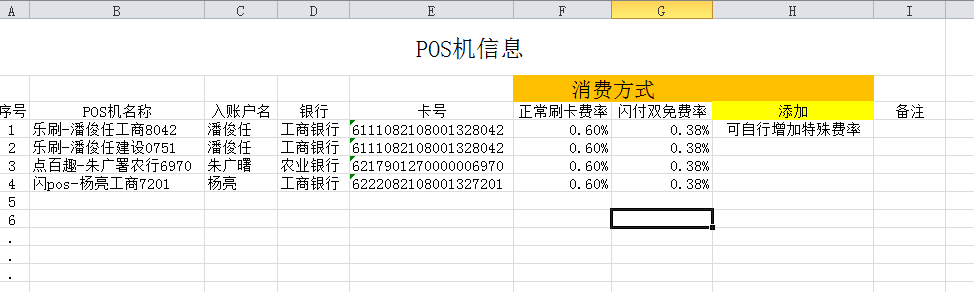 A B C D E F G H I
POS机信息
消费方式
序号 POS机名称 入账户名 银行 卡号 正常刷卡费率 闪付双免费率 添加 备注
1 乐刷-潘俊任工商8042 潘俊任 工商银行 6111082108001328042 0.60% 0.38% 可自行增加特殊费率
2 乐刷-潘俊任建设0751 潘俊任 工商银行 6111082108001328042 0.60% 0.38%
3 点百趣-朱广署农行6970 朱广曙 农业银行 6217901270000006970 0.60% 0.38%
4 闪pos-杨亮工商7201 杨亮 工商银行 6222082108001327201 0.60% 0.38%
5
6
.
.
.